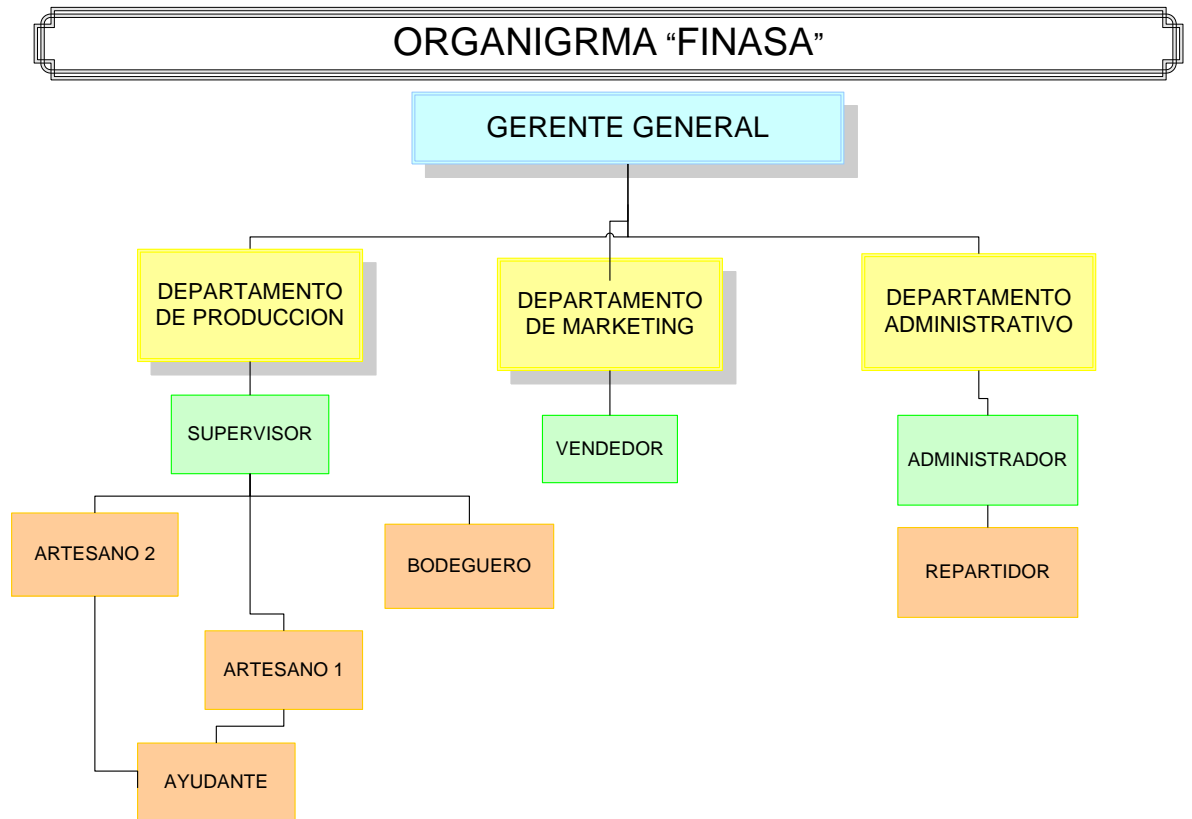 ORGANIGRMA “FINASA”
GERENTE GENERAL
DEPARTAMENTO
DE PRODUCCION
DEPARTAMENTO
DE MARKETING
DEPARTAMENTO
ADMINISTRATIVO
SUPERVISOR
VENDEDOR
ADMINISTRADOR
ARTESANO 2
BODEGUERO
REPARTIDOR
ARTESANO 1
AYUDANTE